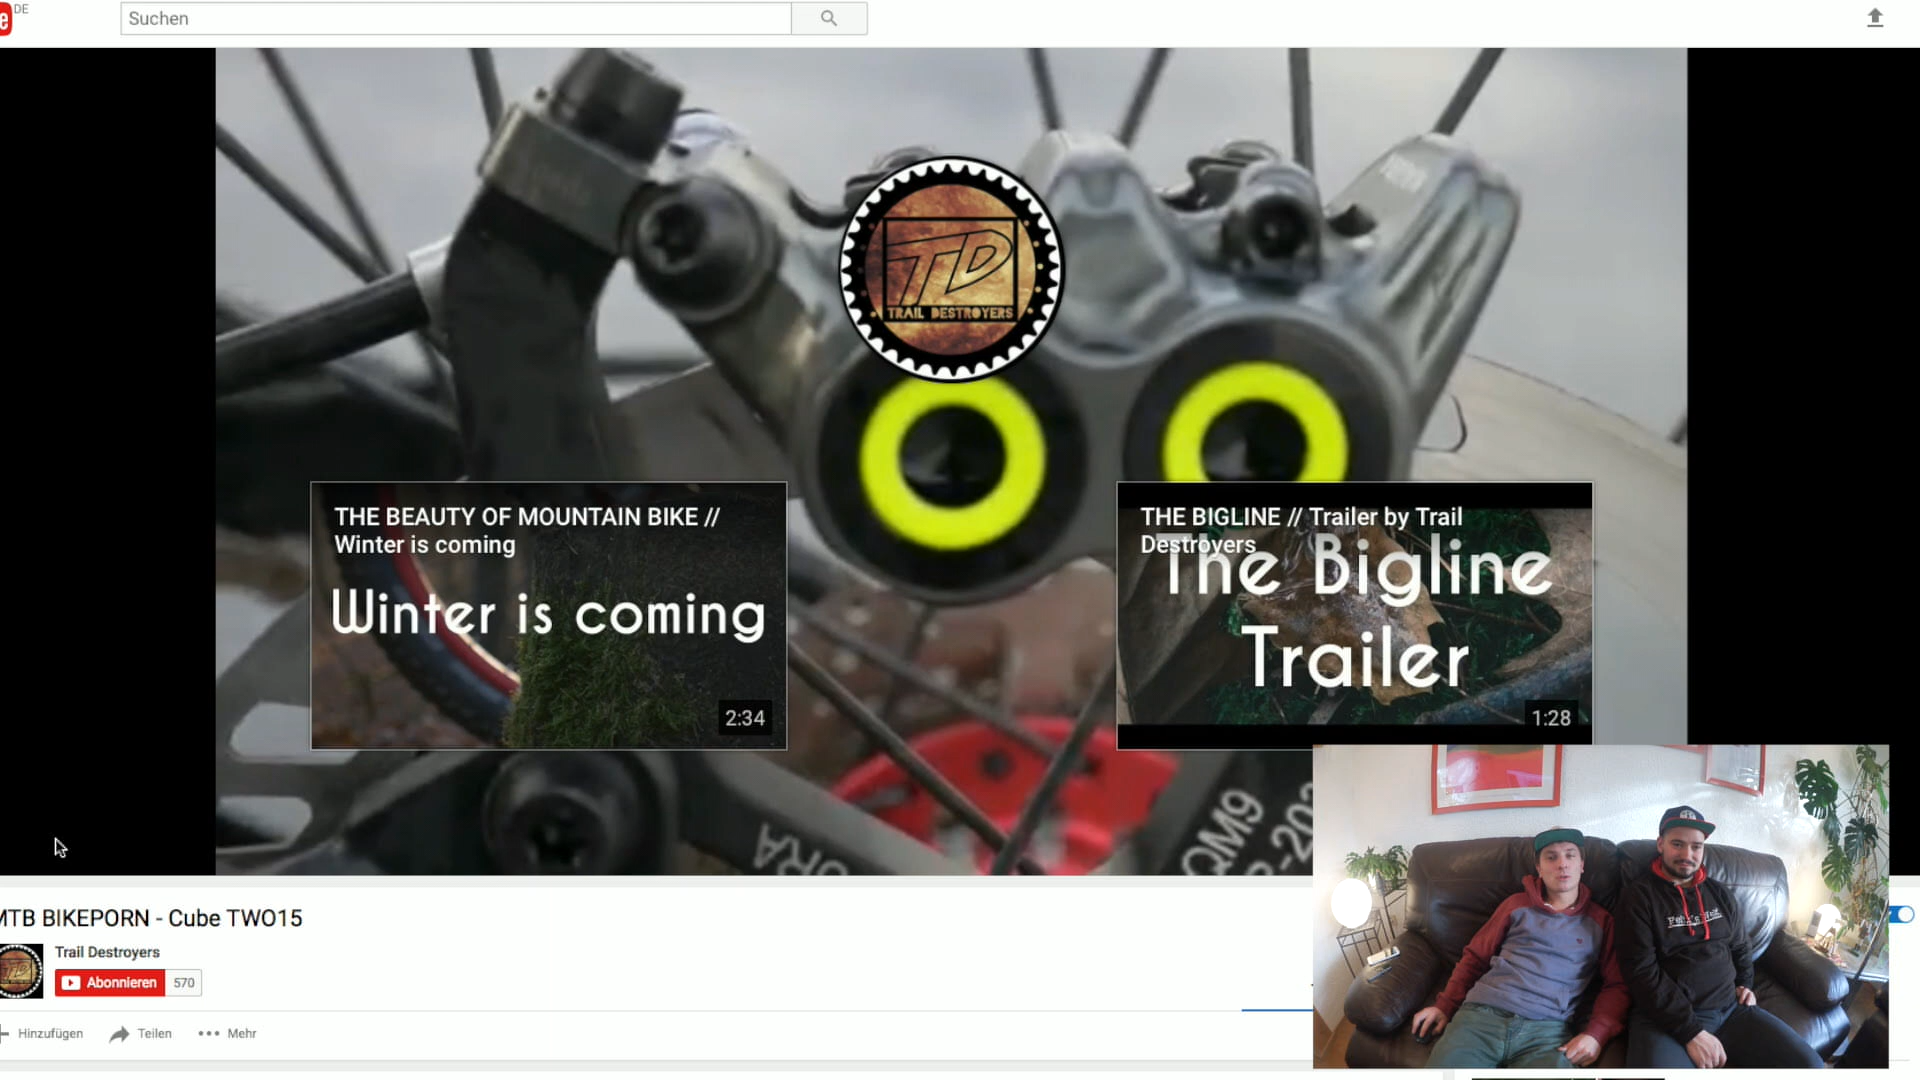 DE
Suchen
TD
TRAIL DESTROYERS
THE BEAUTY OF MOUNTAIN BIKE //
Winter is coming
Winter is coming
2:34
THE BIGLINE // Trailer by Trail
Destroyers
The Bigline
Trailer
1:28
QM9
MTB BIKEPORN - Cube TWO15
Trail Destroyers
Abonnieren 570
Hinzufügen Teilen Mehr